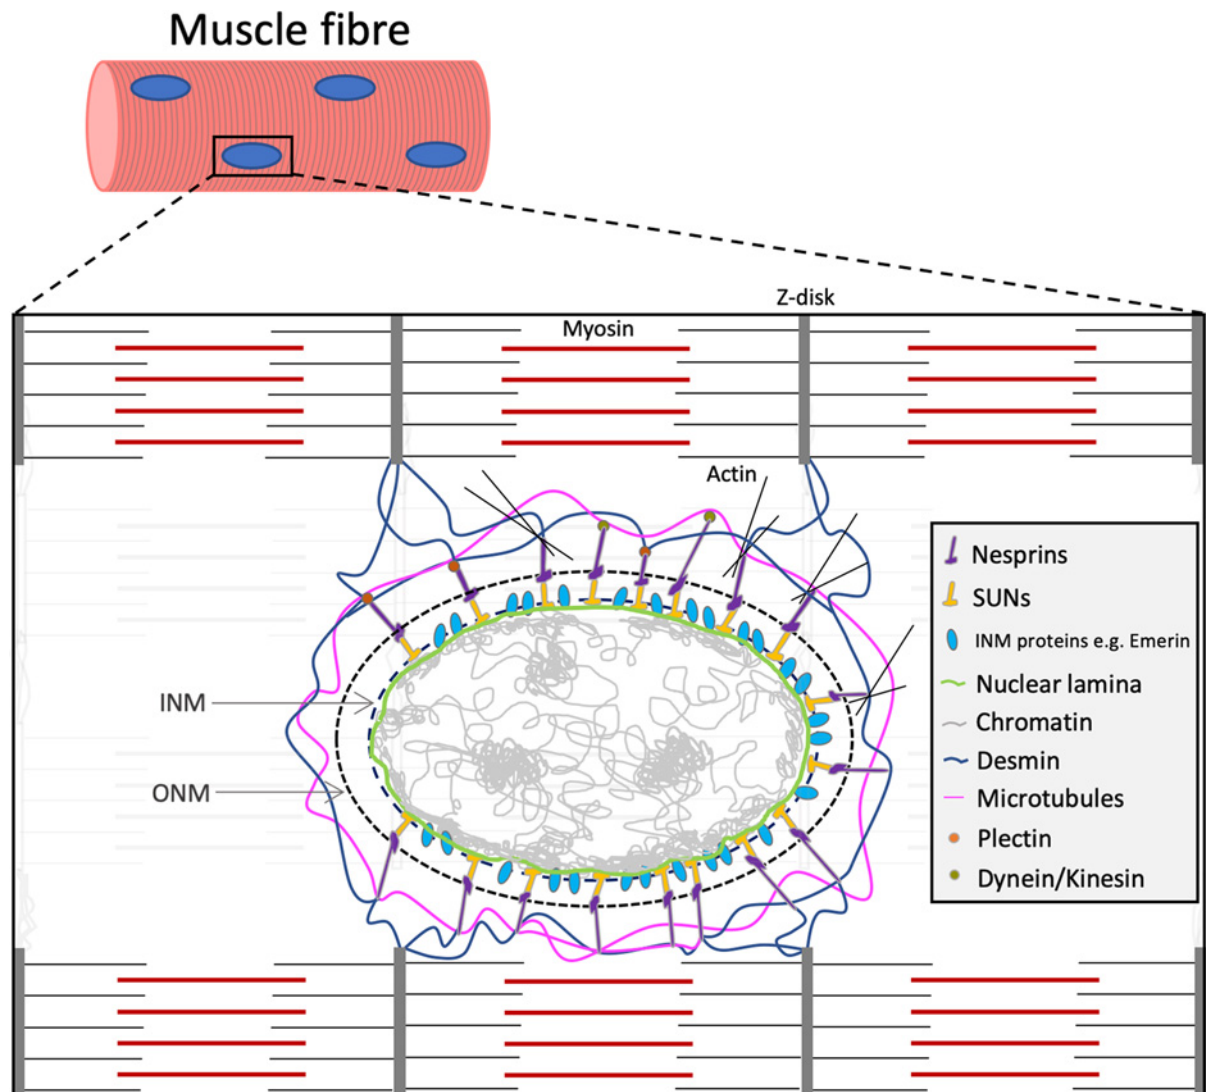 Muscle fibre
Z-disk
Myosin
Actin
INM
ONM
Nesprins
SUNs
INM proteins e.g. Emerin
Nuclear lamina
Chromatin
Desmin
Microtubules
Plectin
Dynein/Kinesin